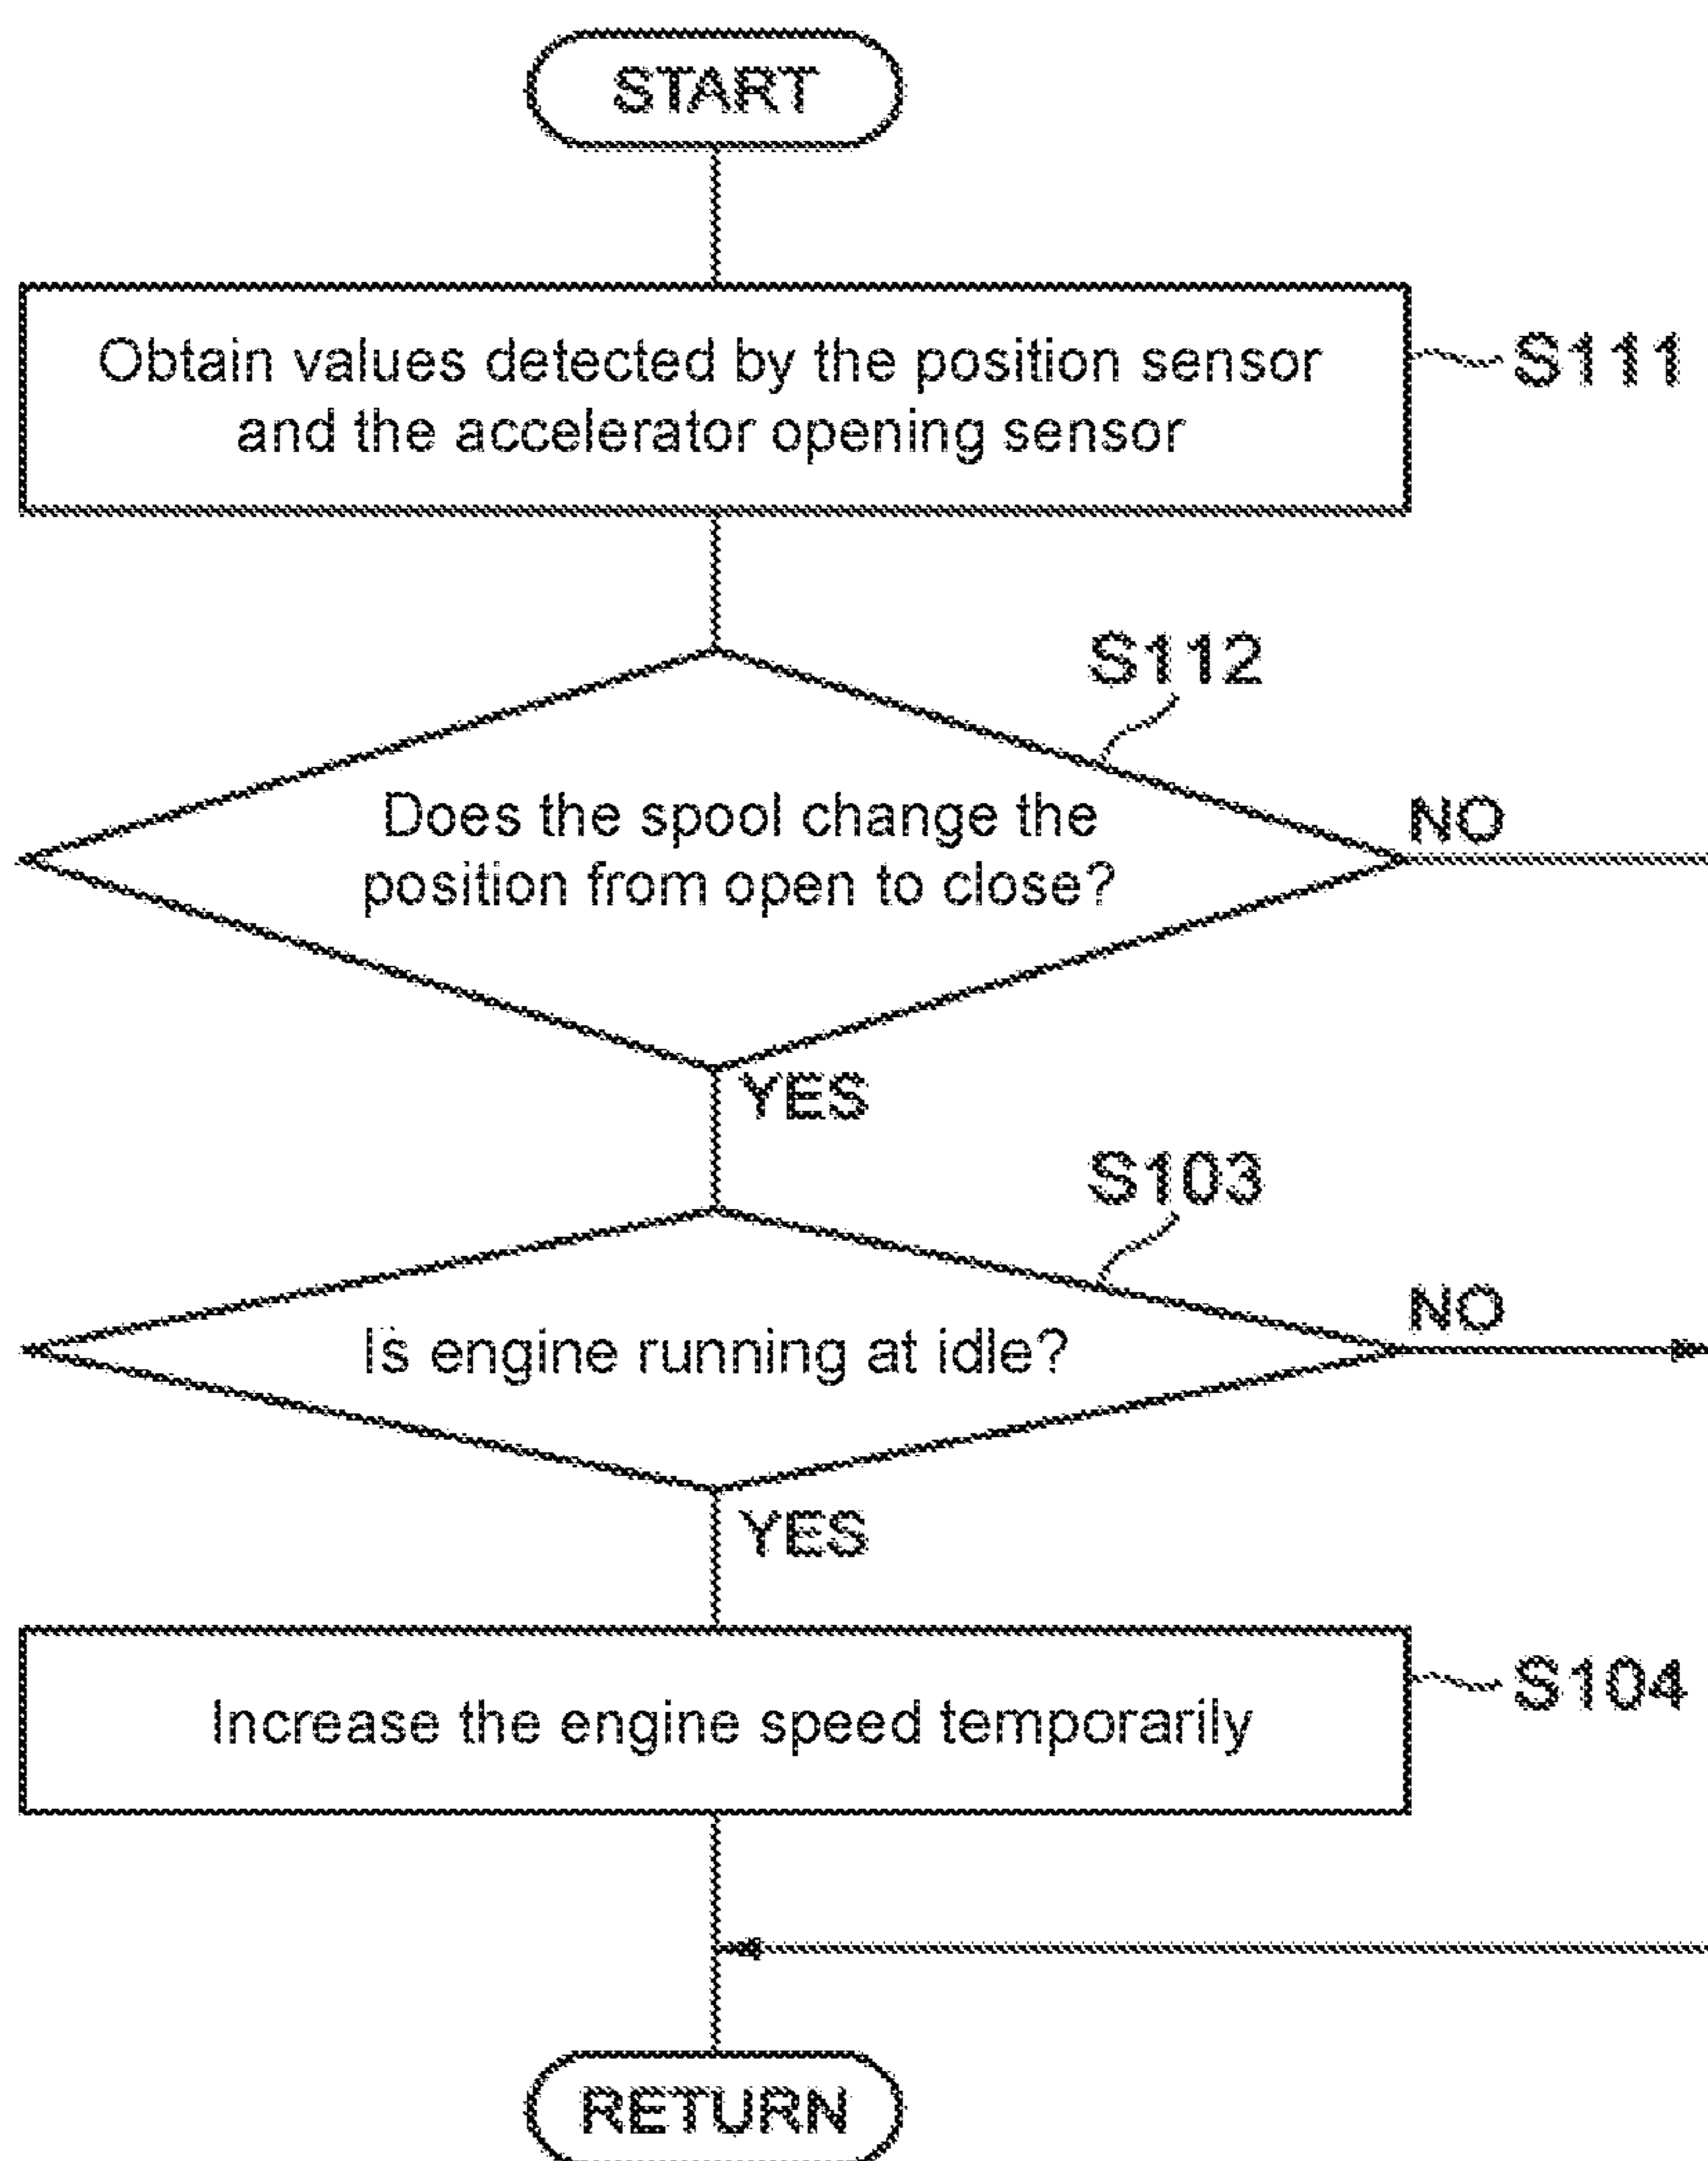 START
Obtain values detected by the position sensor
and the accelerator opening sensor
S111
S112
Does the spool change the
position from open to close?
NO
YES
S103
Is engine running at idle?
NO
YES
Increase the engine speed temporarily
S104
RETURN